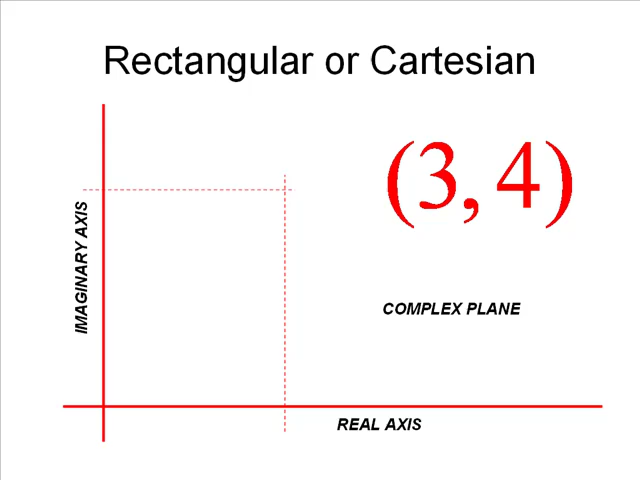 Rectangular or Cartesian
(3, 4)
IMAGINARY AXIS
COMPLEX PLANE
REAL AXIS